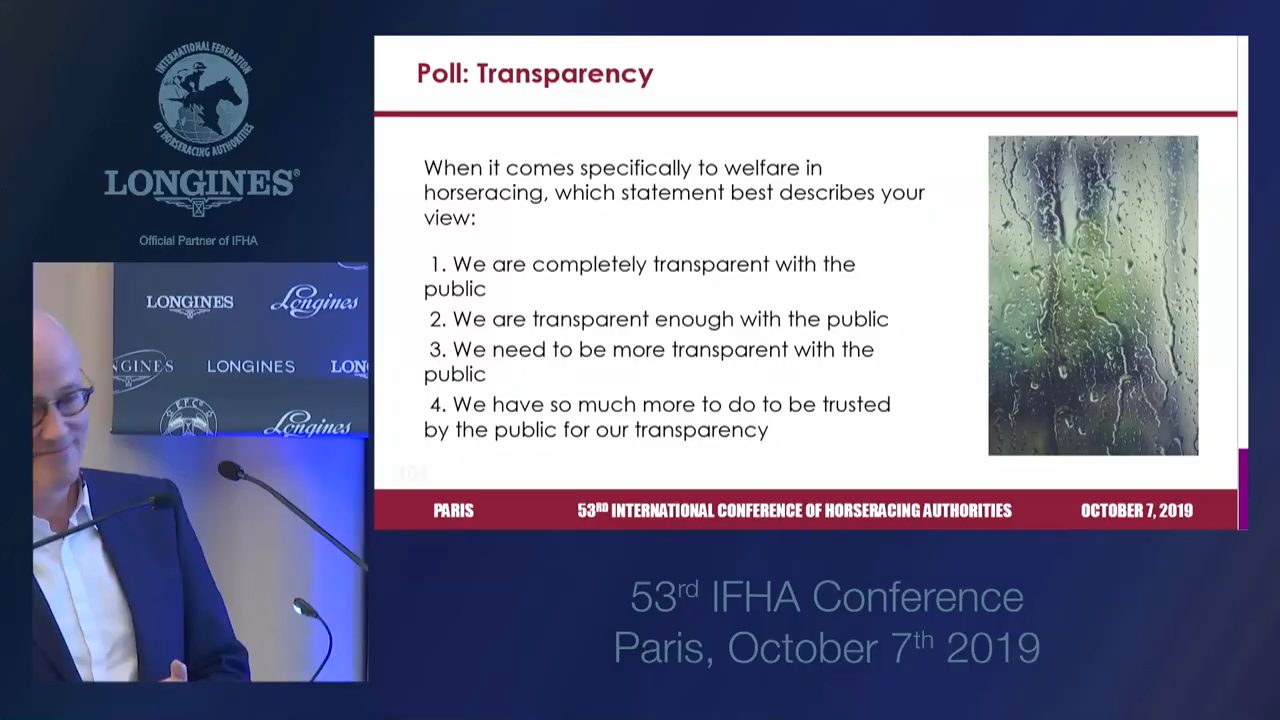 INTERNATIONAL FEDERATION
OF HORSERACING AUTHORITIES
LONGINES®
Official Partner of IFHA
LONGINES
Longines
NGINES
LONGINES
LON
Longines
Poll: Transparency
When it comes specifically to welfare in
horseracing, which statement best describes your
view:
1. We are completely transparent with the
public
2. We are transparent enough with the public
3. We need to be more transparent with the
public
4. We have so much more to do to be trusted
by the public for our transparency
104
PARIS
53RD INTERNATIONAL CONFERENCE OF HORSERACING AUTHORITIES
OCTOBER 7, 2019
53rd IFHA Conference
Paris, October 7th 2019